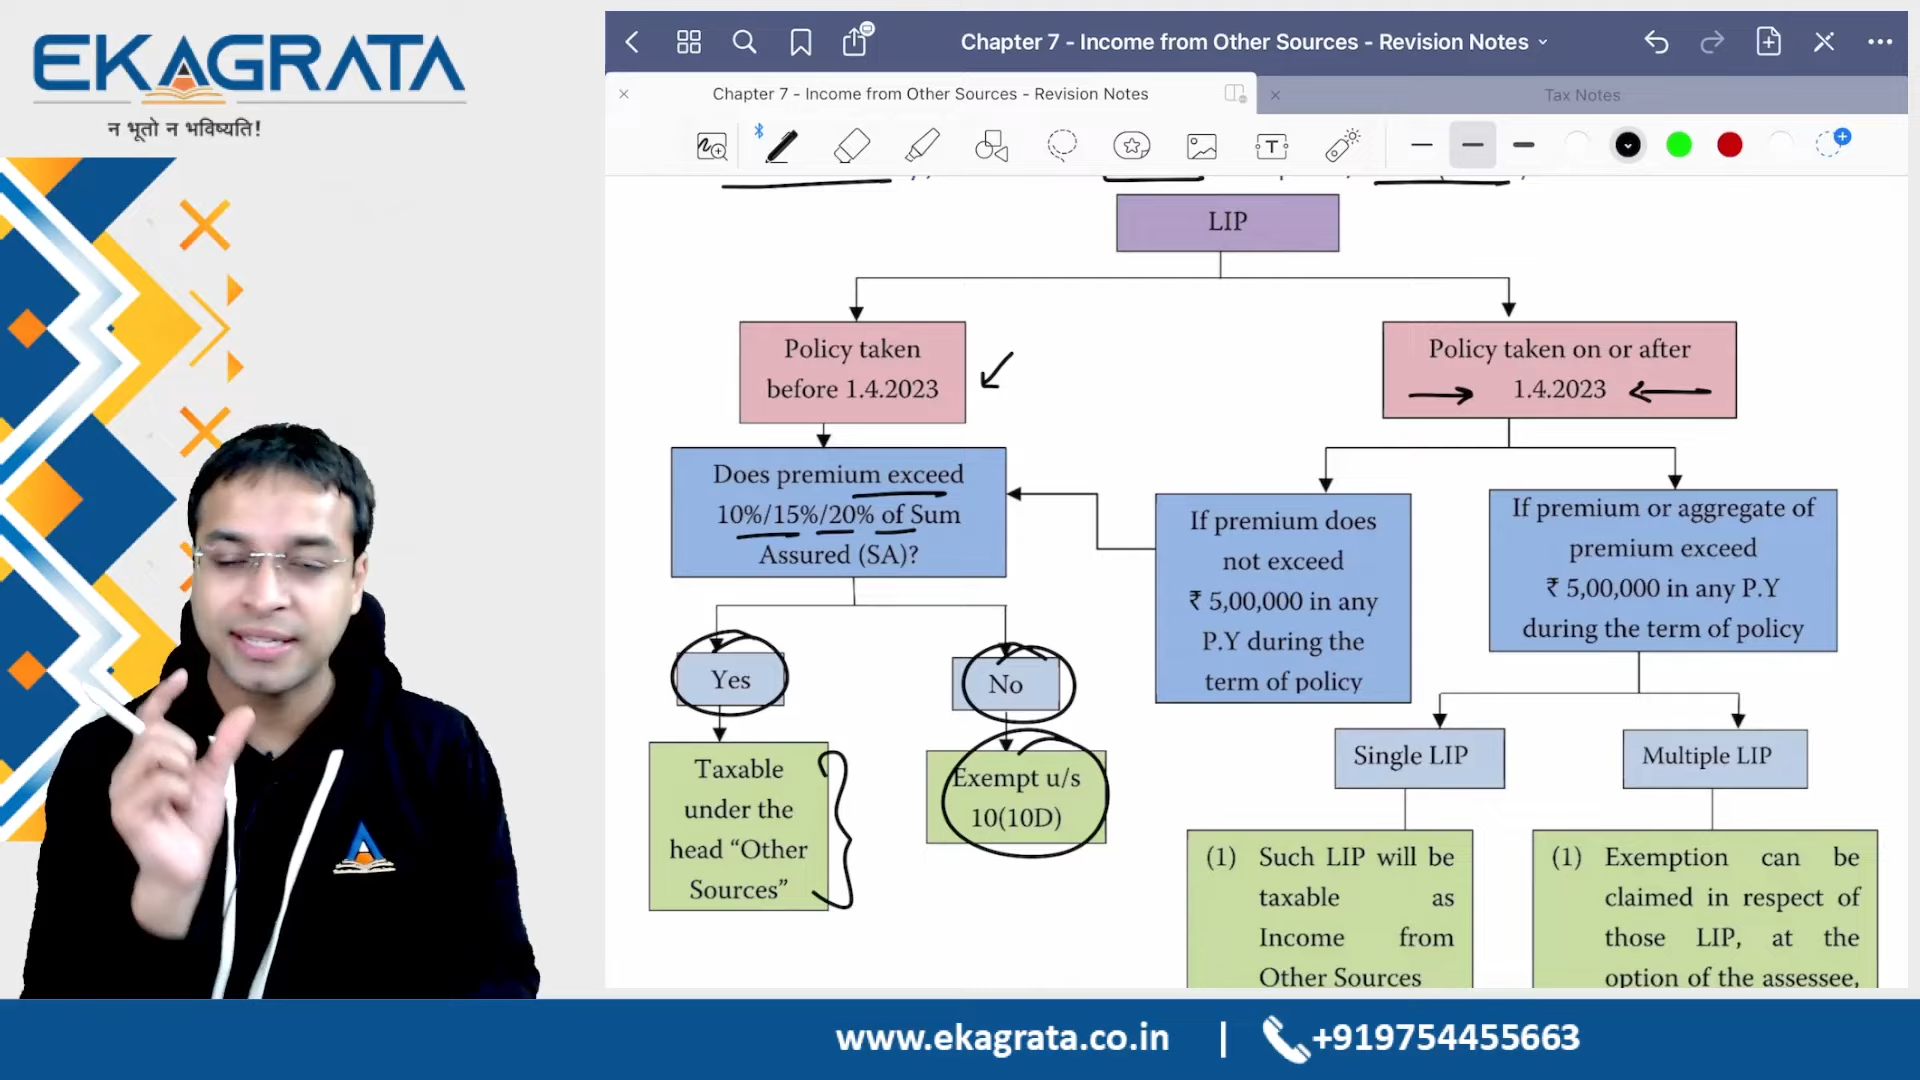 EKAGRATA
न भूतो न भविष्यति!
Chapter 7 - Income from Other Sources - Revision Notes
Chapter 7 - Income from Other Sources - Revision Notes
Tax Notes
LIP
Policy taken
before 1.4.2023
Policy taken on or after
1.4.2023
Does premium exceed
10%/15%/20% of Sum
Assured (SA)?
If premium does
not exceed
₹ 5,00,000 in any
P.Y during the
term of policy
If premium or aggregate of
premium exceed
₹ 5,00,000 in any P.Y
during the term of policy
Yes
No
Single LIP
Multiple LIP
Taxable
under the
head “Other
Sources”
Exempt u/s
10(10D)
(1) Such LIP will be
taxable as
Income from
Other Sources
(1) Exemption can be
claimed in respect of
those LIP, at the
option of the assessee,
www.ekagrata.co.in | +919754455663